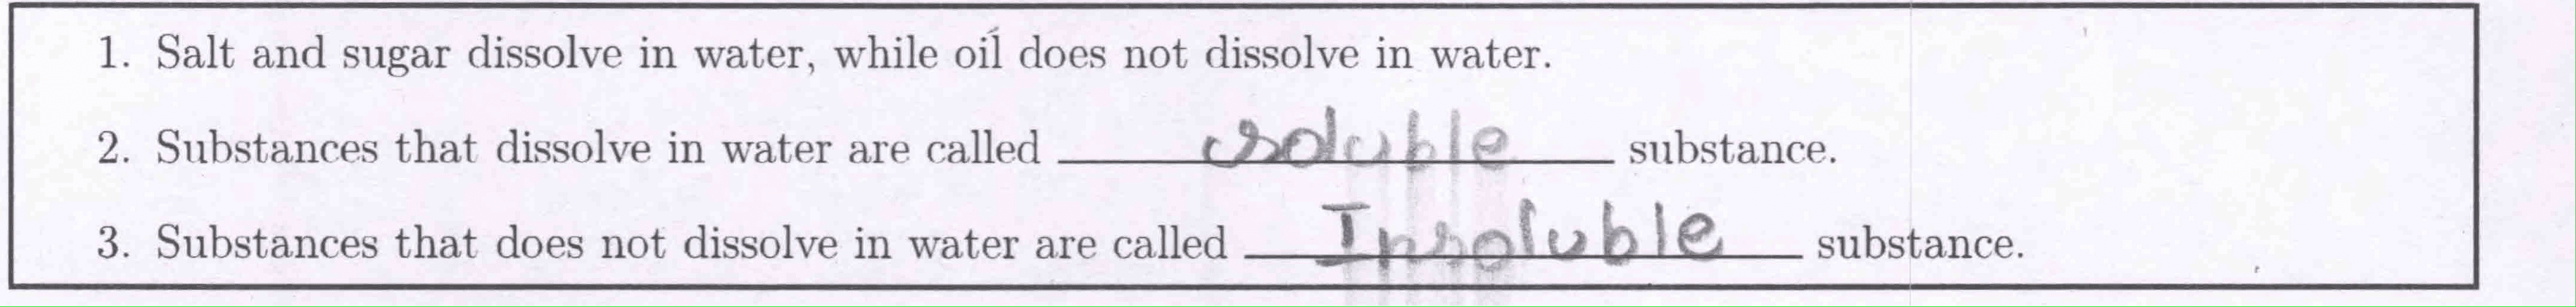 1. Salt and sugar dissolve in water, while oil does not dissolve in water.
2. Substances that dissolve in water are called soluble substance.
3. Substances that does not dissolve in water are called Insoluble substance.